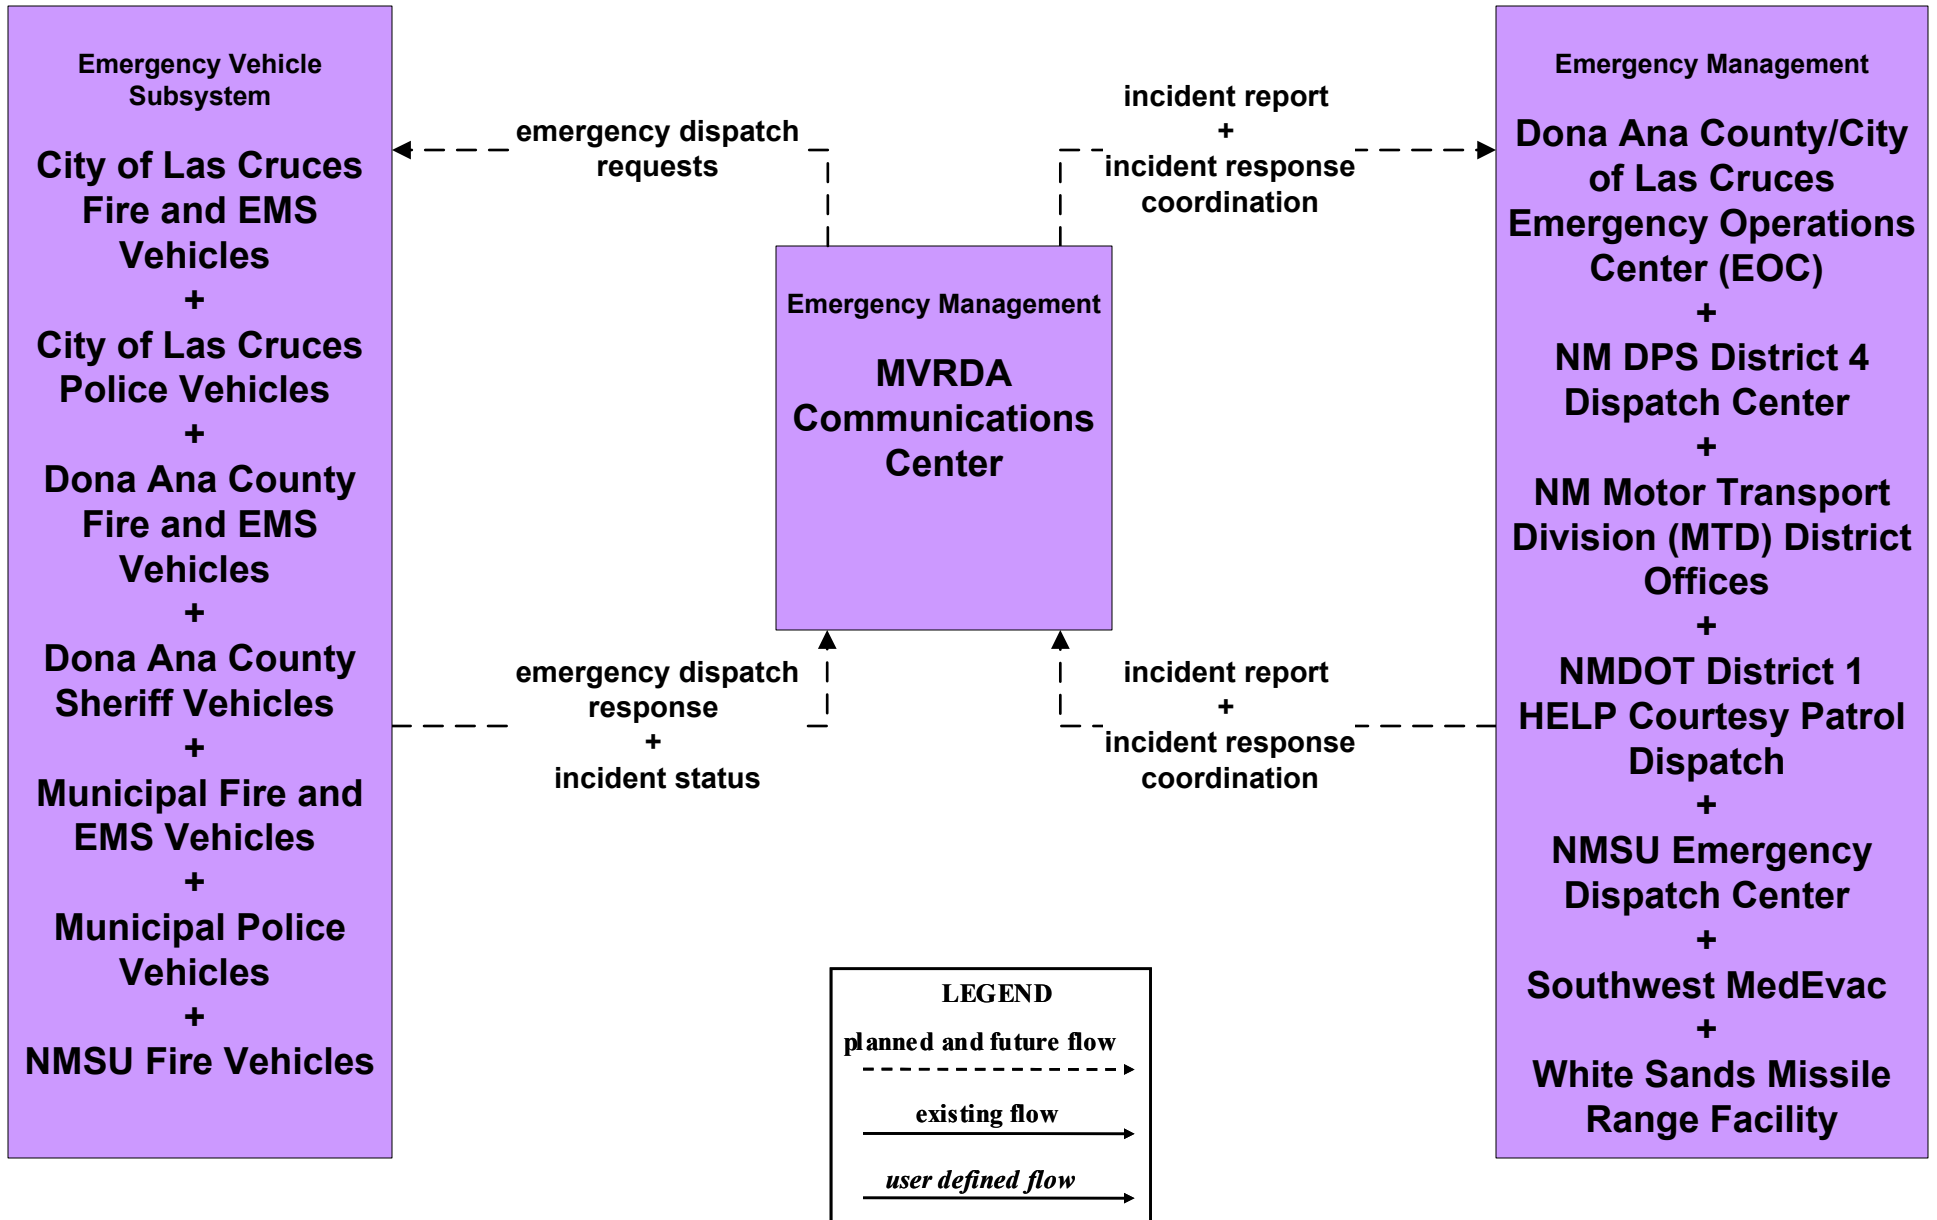 Emergency Vehicle
Subsystem
City of Las Cruces
Fire and EMS
Vehicles
+
City of Las Cruces
Police Vehicles
+
Dona Ana County
Fire and EMS
Vehicles
+
Dona Ana County
Sheriff Vehicles
+
Municipal Fire and
EMS Vehicles
+
Municipal Police
Vehicles
+
NMSU Fire Vehicles
emergency dispatch
requests
emergency dispatch
response
+
incident status
Emergency Management
MVRDA
Communications
Center
incident report
+
incident response
coordination
incident report
+
incident response
coordination
Emergency Management
Dona Ana County/City
of Las Cruces
Emergency Operations
Center (EOC)
+
NM DPS District 4
Dispatch Center
+
NM Motor Transport
Division (MTD) District
Offices
+
NMDOT District 1
HELP Courtesy Patrol
Dispatch
+
NMSU Emergency
Dispatch Center
+
Southwest MedEvac
+
White Sands Missile
Range Facility
LEGEND
planned and future flow
existing flow
user defined flow